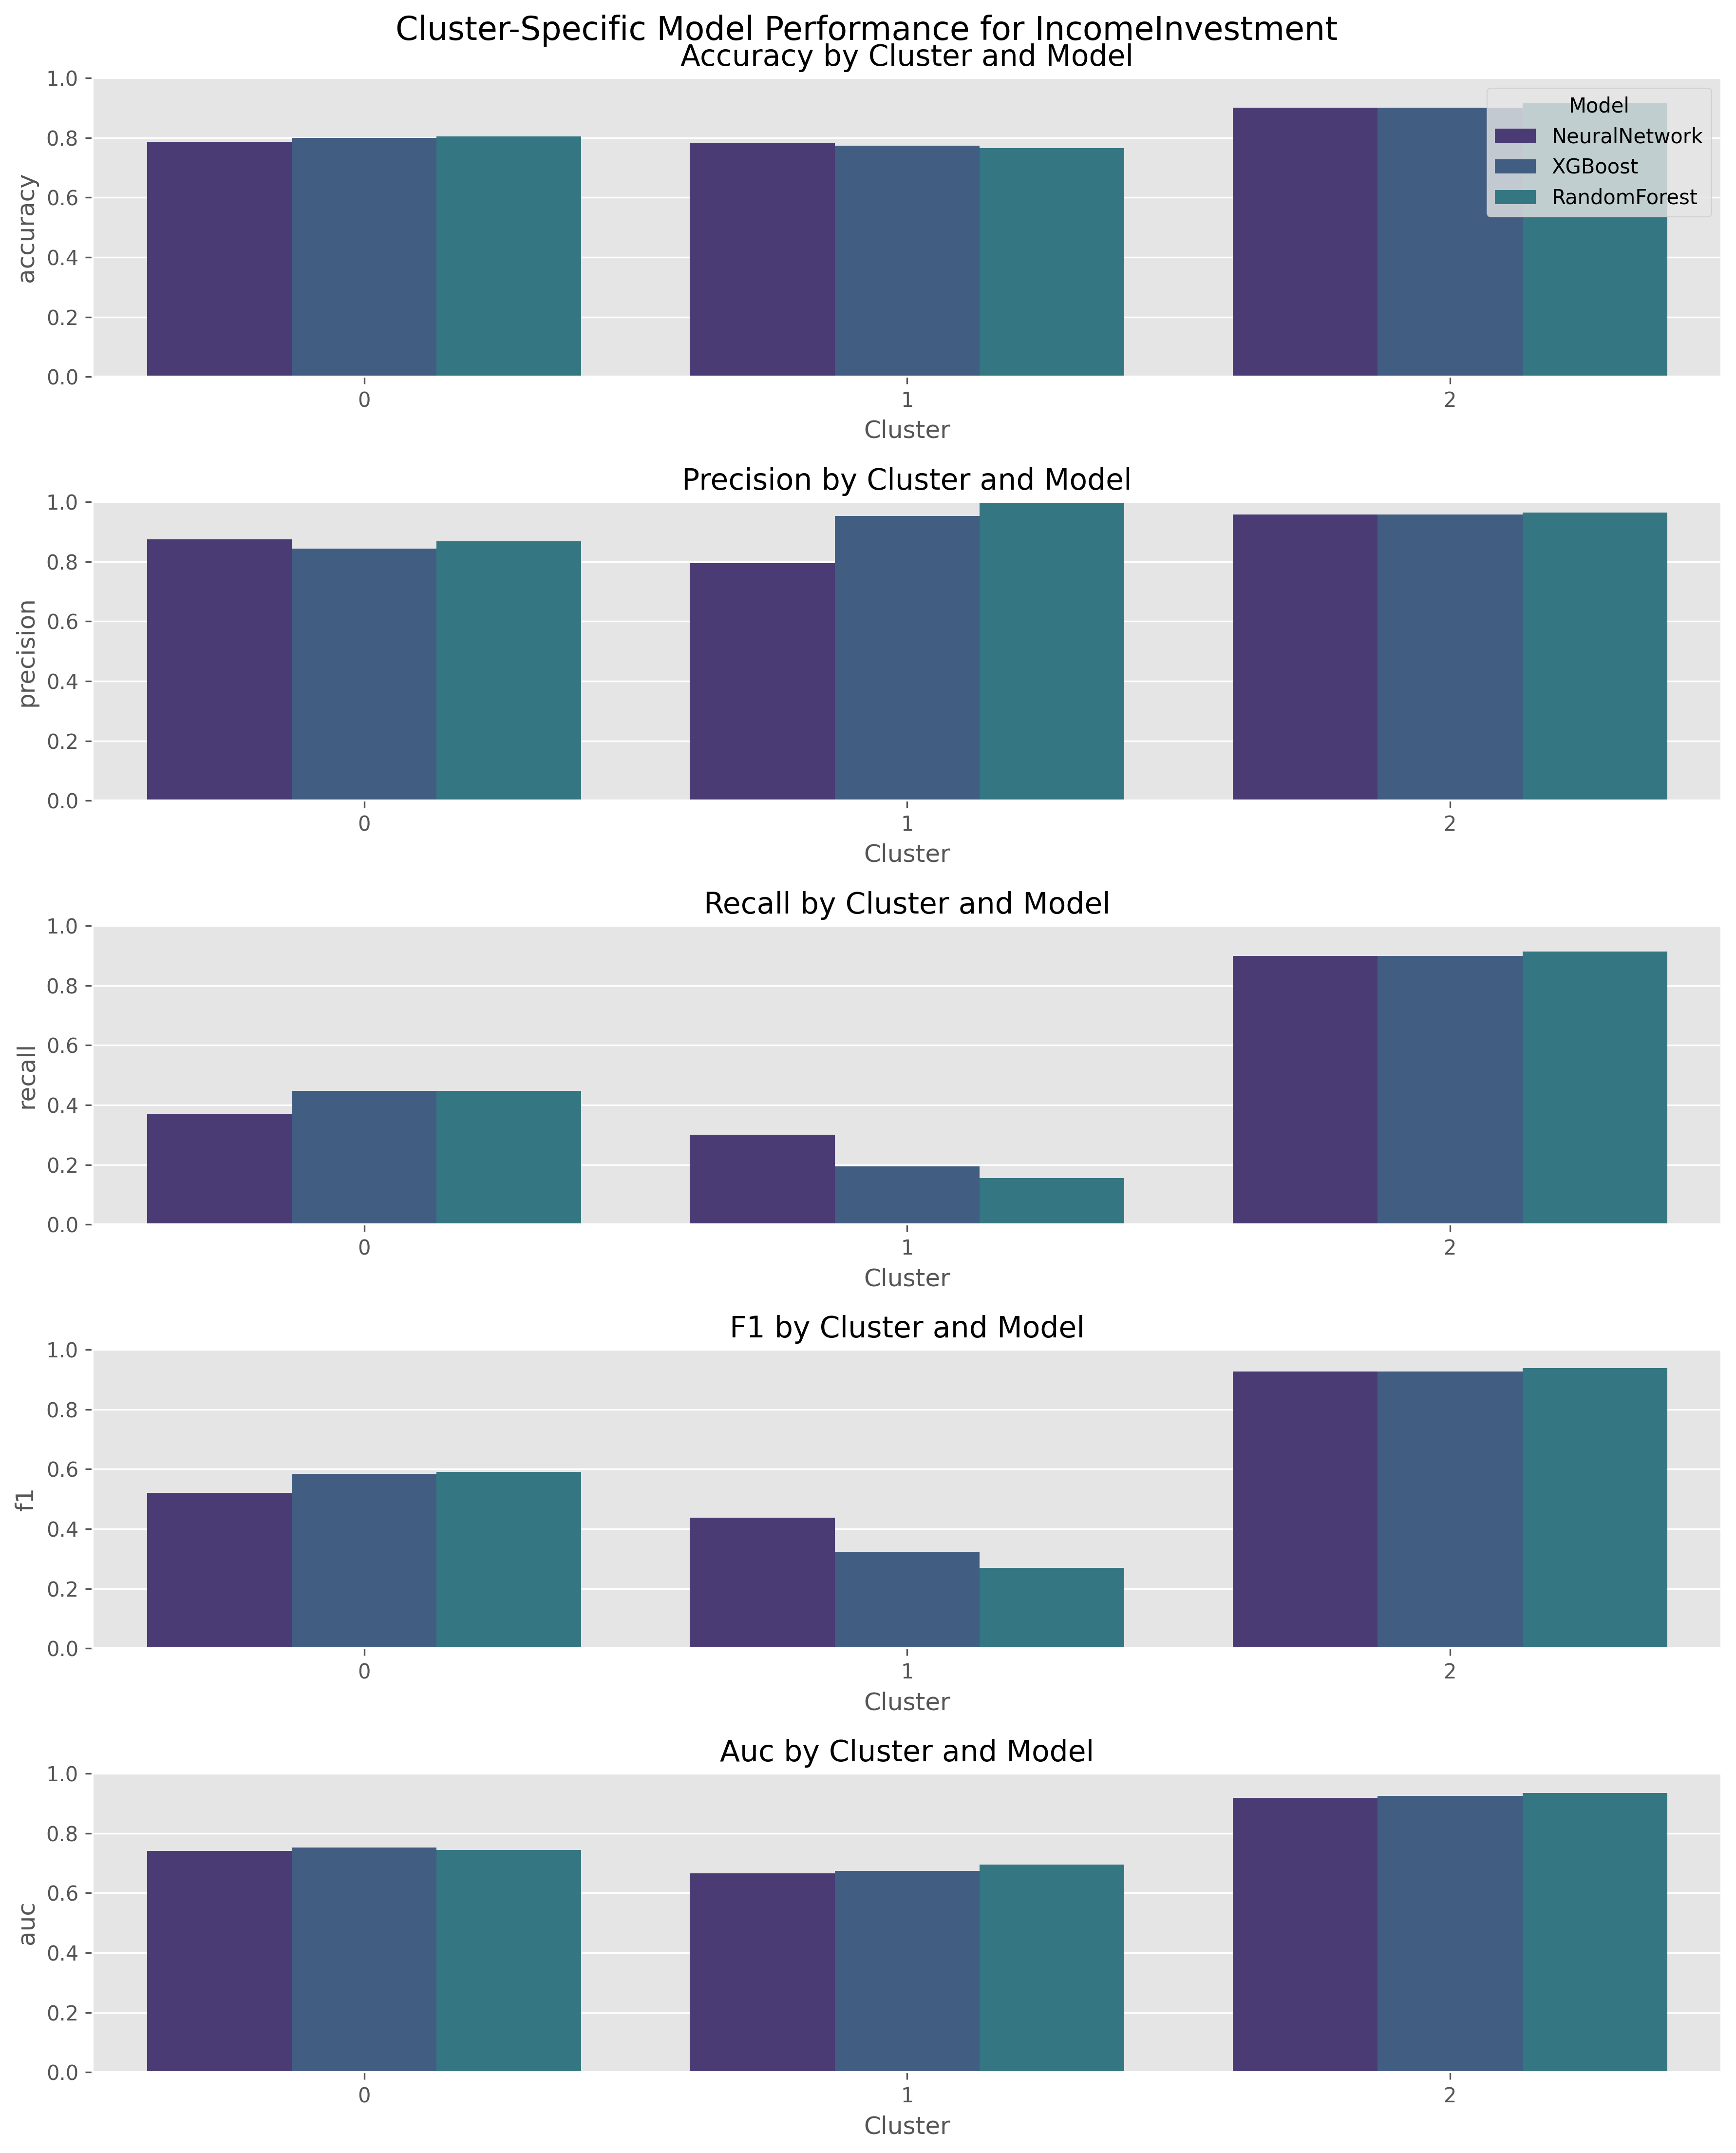 Cluster-Specific Model Performance for IncomeInvestment
Accuracy by Cluster and Model
1.0
0.8
0.6
0.4
0.2
0.0
accuracy
Model
NeuralNetwork
XGBoost
RandomForest
0
1
2
Cluster
Precision by Cluster and Model
1.0
0.8
0.6
0.4
0.2
0.0
precision
0
1
2
Cluster
Recall by Cluster and Model
1.0
0.8
0.6
0.4
0.2
0.0
recall
0
1
2
Cluster
F1 by Cluster and Model
1.0
0.8
0.6
0.4
0.2
0.0
f1
0
1
2
Cluster
Auc by Cluster and Model
1.0
0.8
0.6
0.4
0.2
0.0
auc
0
1
2
Cluster